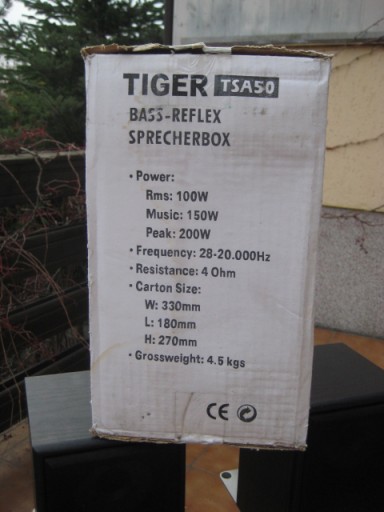 TIGER TSA50
BASS-REFLEX
SPRECHERBOX
• Power:
Rms: 100W
Music: 150W
Peak: 200W
• Frequency: 28-20.000Hz
• Resistance: 4 Ohm
• Carton Size:
W: 330mm
L: 180mm
H: 270mm
• Grossweight: 4.5 kgs
CE